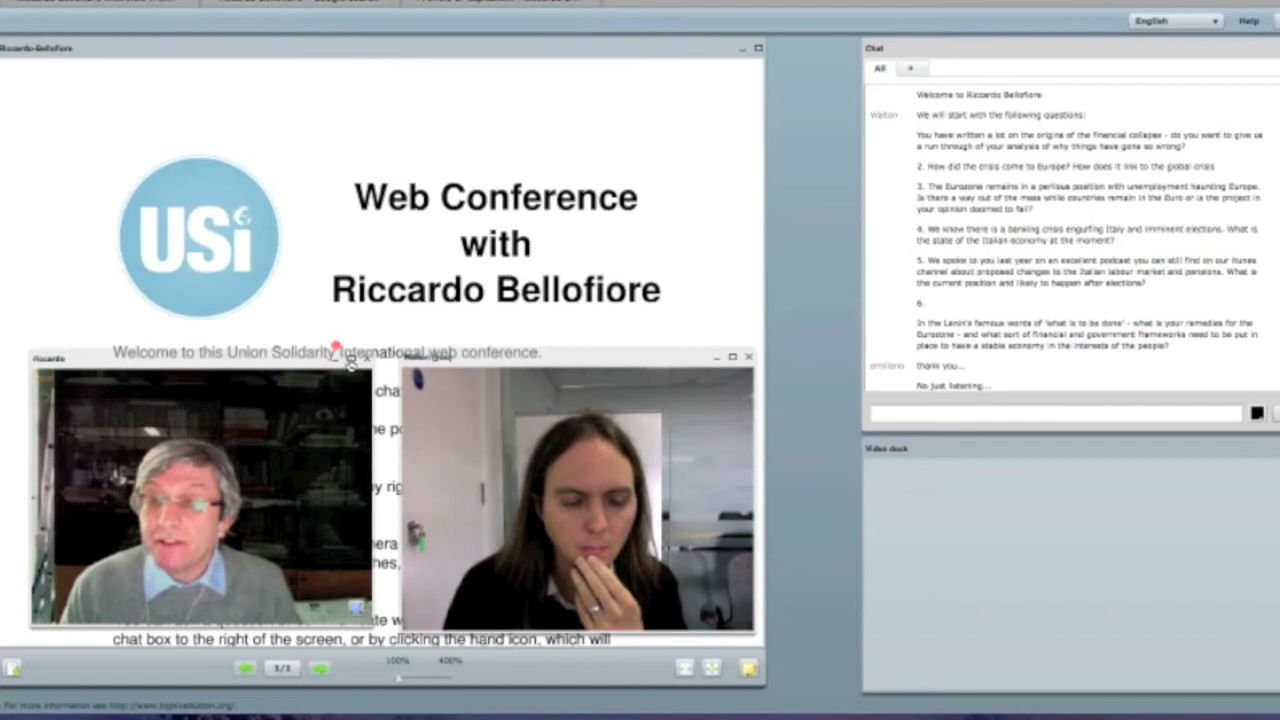 English
Help
Riccardo-Bellofiore
USi
Web Conference
with
Riccardo Bellofiore
Welcome to this Union Solidarity International web conference.
riccardo
chat box to the right of the screen, or by clicking the hand icon, which will
1/1
100%
400%
For more information see http://www.bigbluebutton.org/.
Chat
All
+
Welcome to Riccardo Bellofiore
Walton
We will start with the following questions:
You have written a lot on the origins of the financial collapse - do you want to give us
a run through of your analysis of why things have gone so wrong?
2. How did the crisis come to Europe? How does it link to the global crisis
3. The Eurozone remains in a perilous position with unemployment haunting Europe.
Is there a way out of the mess while countries remain in the Euro or is the project in
your opinion doomed to fail?
4. We know there is a banking crisis engulfing Italy and imminent elections. What is
the state of the Italian economy at the moment?
5. We spoke to you last year on an excellent podcast you can still find on our itunes
channel about proposed changes to the Italian labour market and pensions. What is
the current position and likely to happen after elections?
6.
In the Lenin's famous words of 'what is to be done' - what is your remedies for the
Eurozone - and what sort of financial and government frameworks need to be put in
place to have a stable economy in the interests of the people?
emiliano
thank you...
No just listening...
Video dock